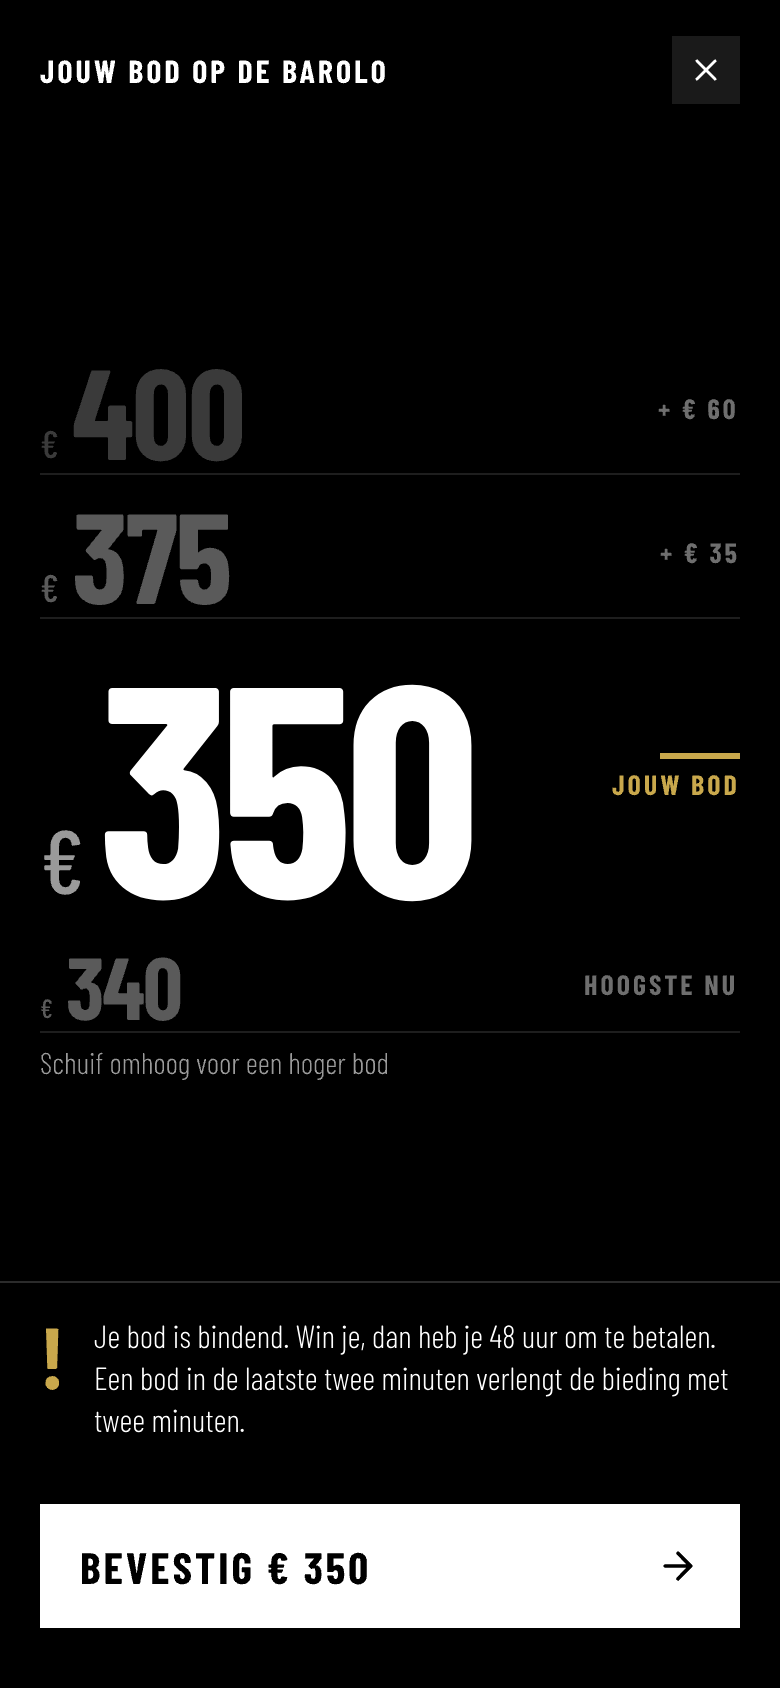 JOUW BOD OP DE BAROLO
€ 400 + € 60
€ 375 + € 35
€ 350 JOUW BOD
€ 340 HOOGSTE NU
Schuif omhoog voor een hoger bod
! Je bod is bindend. Win je, dan heb je 48 uur om te betalen.
Een bod in de laatste twee minuten verlengt de bieding met
twee minuten.
BEVESTIG € 350 →